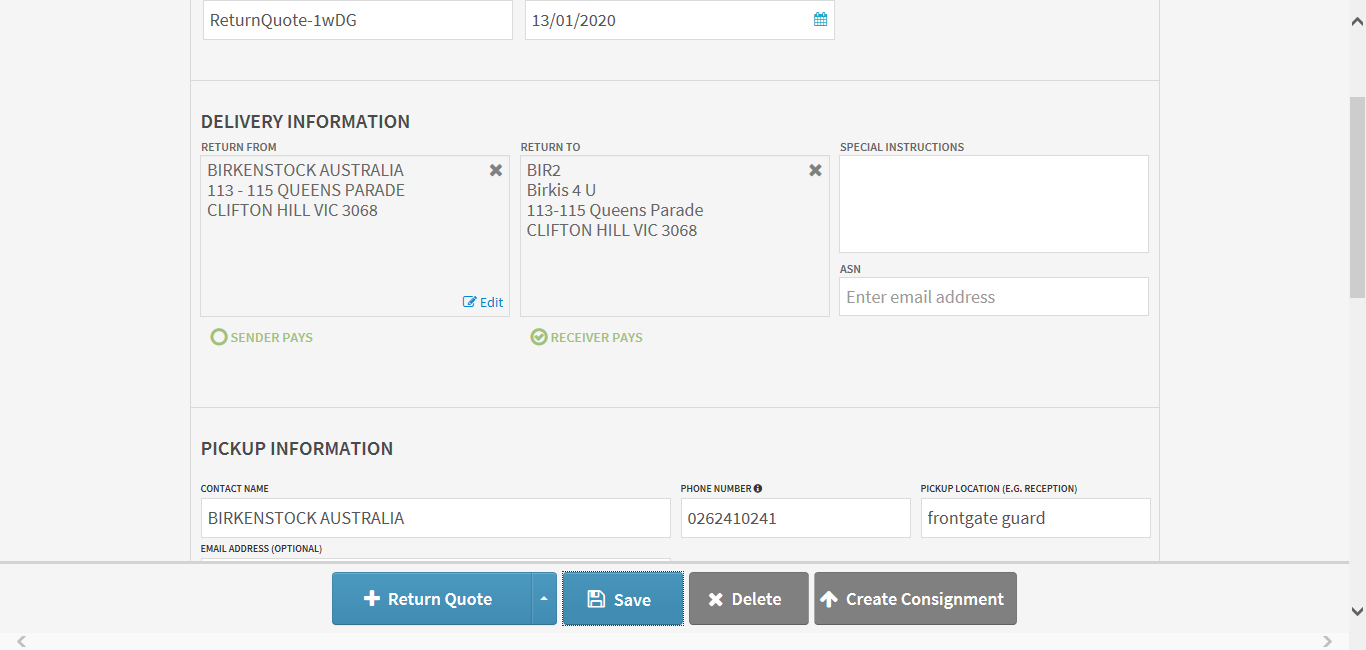 ReturnQuote-1wDG
13/01/2020
DELIVERY INFORMATION
RETURN FROM
BIRKENSTOCK AUSTRALIA
113 - 115 QUEENS PARADE
CLIFTON HILL VIC 3068
Edit
SENDER PAYS
RETURN TO
BIR2
Birkis 4 U
113-115 Queens Parade
CLIFTON HILL VIC 3068
RECEIVER PAYS
SPECIAL INSTRUCTIONS
ASN
Enter email address
PICKUP INFORMATION
CONTACT NAME
BIRKENSTOCK AUSTRALIA
PHONE NUMBER
0262410241
PICKUP LOCATION (E.G. RECEPTION)
frontgate guard
EMAIL ADDRESS (OPTIONAL)
Return Quote
Save
Delete
Create Consignment